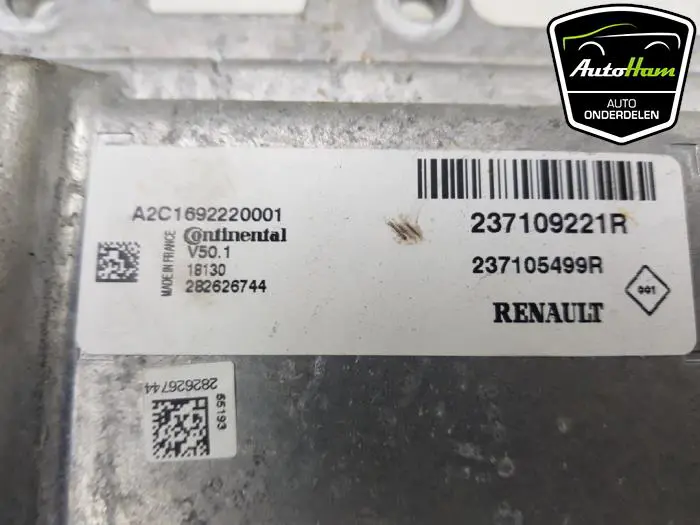 AutoHam
AUTO
ONDERDELEN
A2C1692220001
Continental
V50.1
18130
282626744
MADE IN FRANCE
237109221R
237105499R
001
RENAULT
282626744
55193